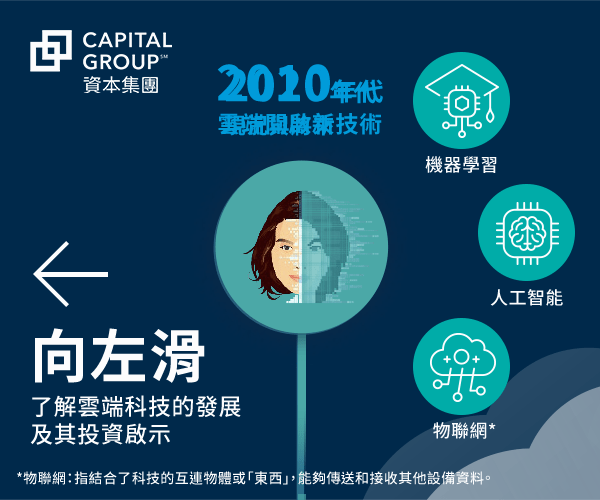 CAPITAL
GROUP℠
資本集團
2010年代
雲端開啟新技術
機器學習
人工智能
物聯網*
向左滑
了解雲端科技的發展
及其投資啟示
*物聯網：指結合了科技的互連物體或「東西」，能夠傳送和接收其他設備資料。